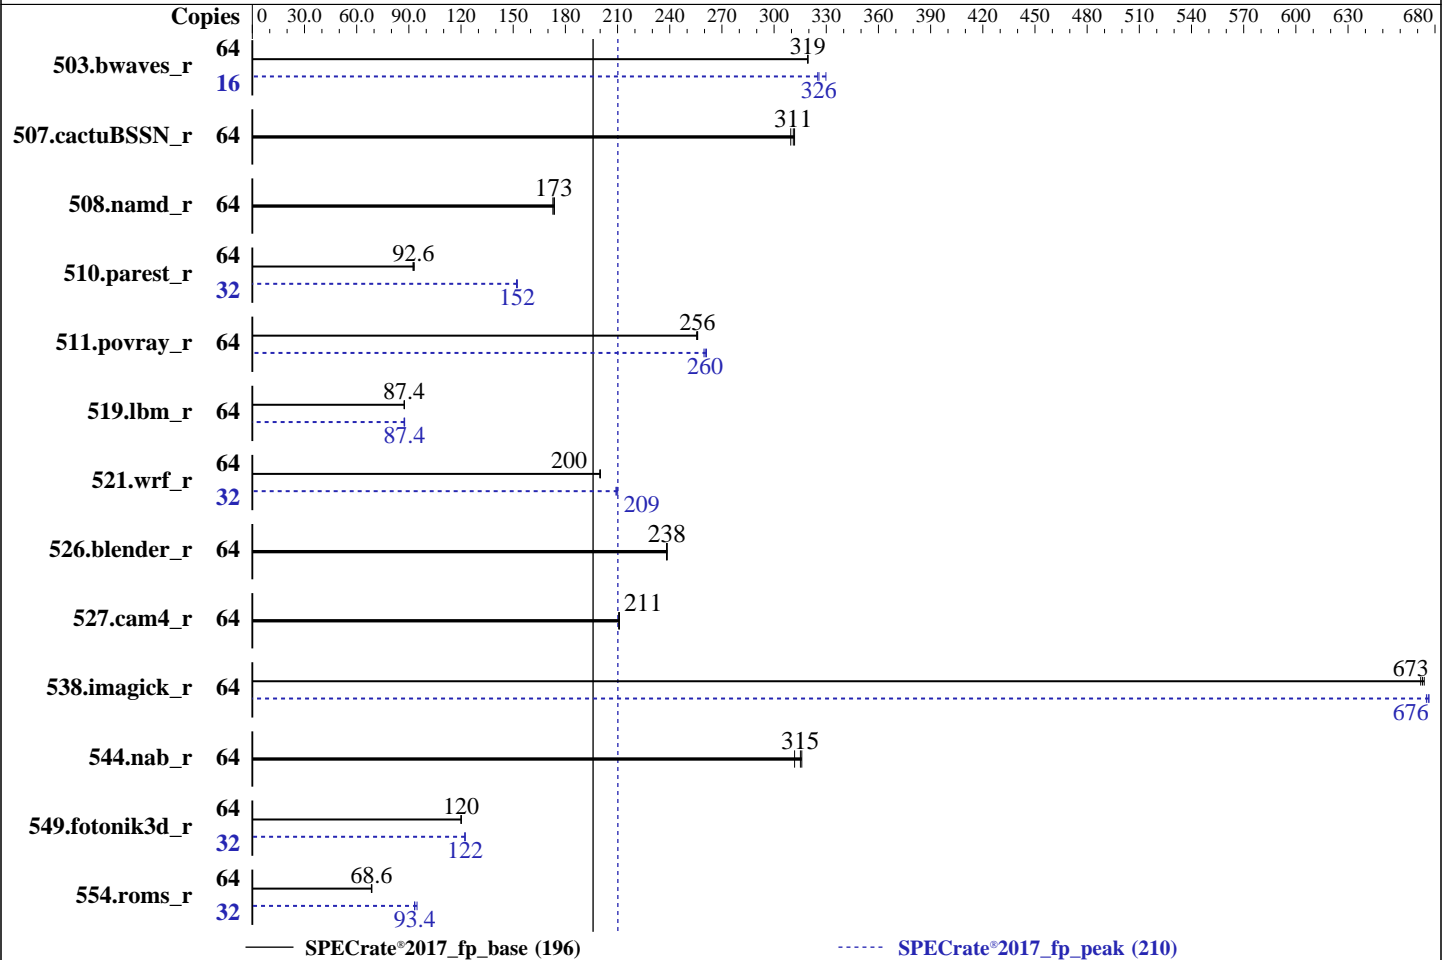 Copies 0 30.0 60.0 90.0 120 150 180 210 240 270 300 330 360 390 420 450 480 510 540 570 600 630 680
503.bwaves_r 64 319
16 326
507.cactuBSSN_r 64 311
508.namd_r 64 173
510.parest_r 64 92.6
32 152
511.povray_r 64 256
260
519.lbm_r 64 87.4
87.4
521.wrf_r 64 200
32 209
526.blender_r 64 238
527.cam4_r 64 211
538.imagick_r 64 673
676
544.nab_r 64 315
549.fotonik3d_r 64 120
32 122
554.roms_r 64 68.6
32 93.4
SPECrate®2017_fp_base (196) SPECrate®2017_fp_peak (210)